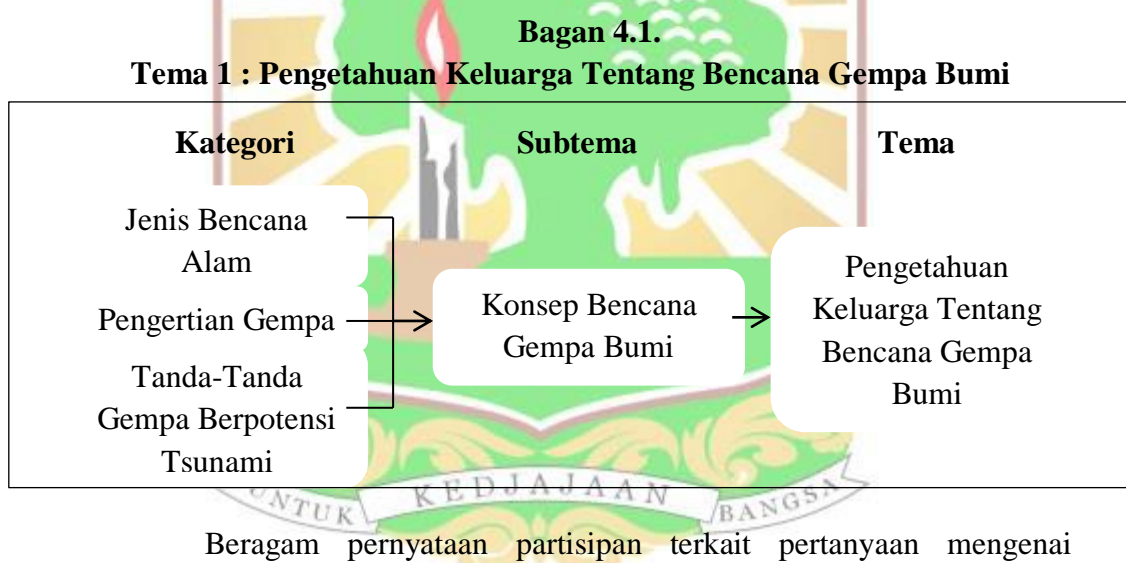 Bagan 4.1.
Tema 1 : Pengetahuan Keluarga Tentang Bencana Gempa Bumi
Kategori
Subtema
Tema
Jenis Bencana
Alam
Pengertian Gempa
Tanda-Tanda
Gempa Berpotensi
Tsunami
Konsep Bencana
Gempa Bumi
Pengetahuan
Keluarga Tentang
Bencana Gempa
Bumi
UNTUK KEDJAJAAN BANGSA
Beragam pernyataan partisipan terkait pertanyaan mengenai